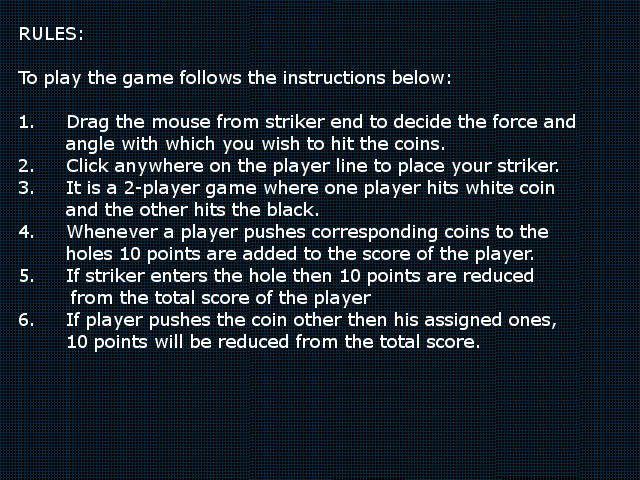 RULES:
To play the game follows the instructions below:
1. Drag the mouse from striker end to decide the force and
angle with which you wish to hit the coins.
2. Click anywhere on the player line to place your striker.
3. It is a 2-player game where one player hits white coin
and the other hits the black.
4. Whenever a player pushes corresponding coins to the
holes 10 points are added to the score of the player.
5. If striker enters the hole then 10 points are reduced
from the total score of the player
6. If player pushes the coin other then his assigned ones,
10 points will be reduced from the total score.